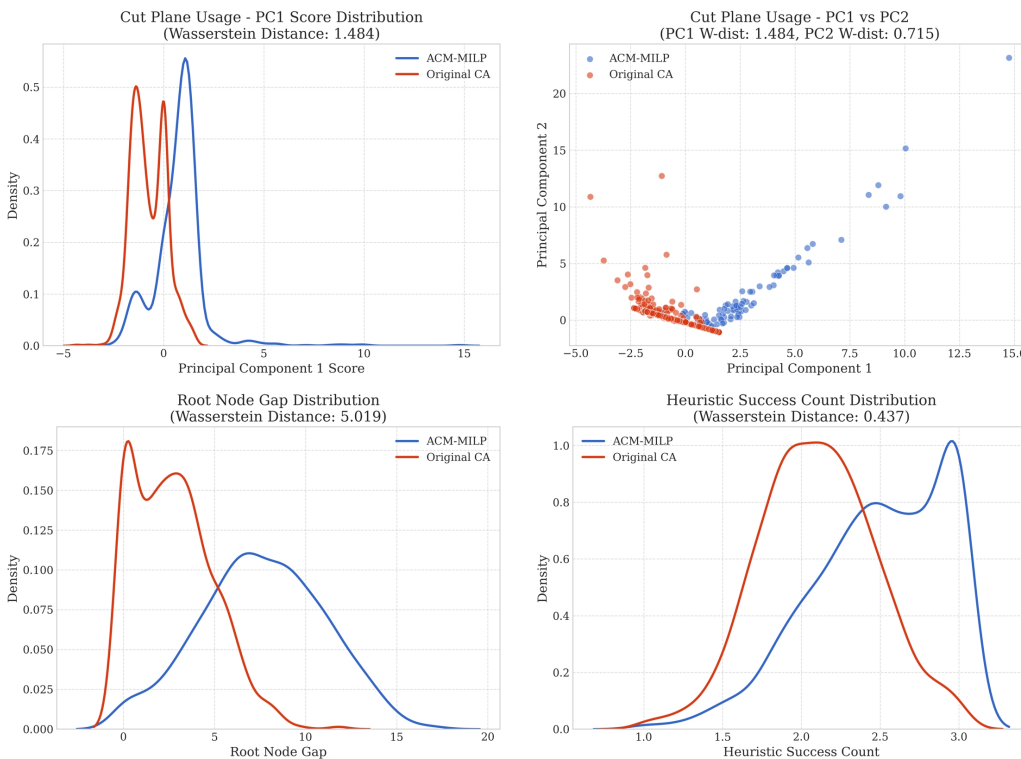 Cut Plane Usage - PC1 Score Distribution
(Wasserstein Distance: 1.484)
ACM-MILP
Original CA
Density
0.5
0.4
0.3
0.2
0.1
0.0
−5
0
5
10
15
Principal Component 1 Score
Cut Plane Usage - PC1 vs PC2
(PC1 W-dist: 1.484, PC2 W-dist: 0.715)
ACM-MILP
Original CA
Principal Component 2
20
15
10
5
0
−5.0
−2.5
0.0
2.5
5.0
7.5
10.0
12.5
15.0
Principal Component 1
Root Node Gap Distribution
(Wasserstein Distance: 5.019)
ACM-MILP
Original CA
Density
0.175
0.150
0.125
0.100
0.075
0.050
0.025
0.000
0
5
10
15
20
Root Node Gap
Heuristic Success Count Distribution
(Wasserstein Distance: 0.437)
ACM-MILP
Original CA
Density
1.0
0.8
0.6
0.4
0.2
0.0
1.0
1.5
2.0
2.5
3.0
Heuristic Success Count